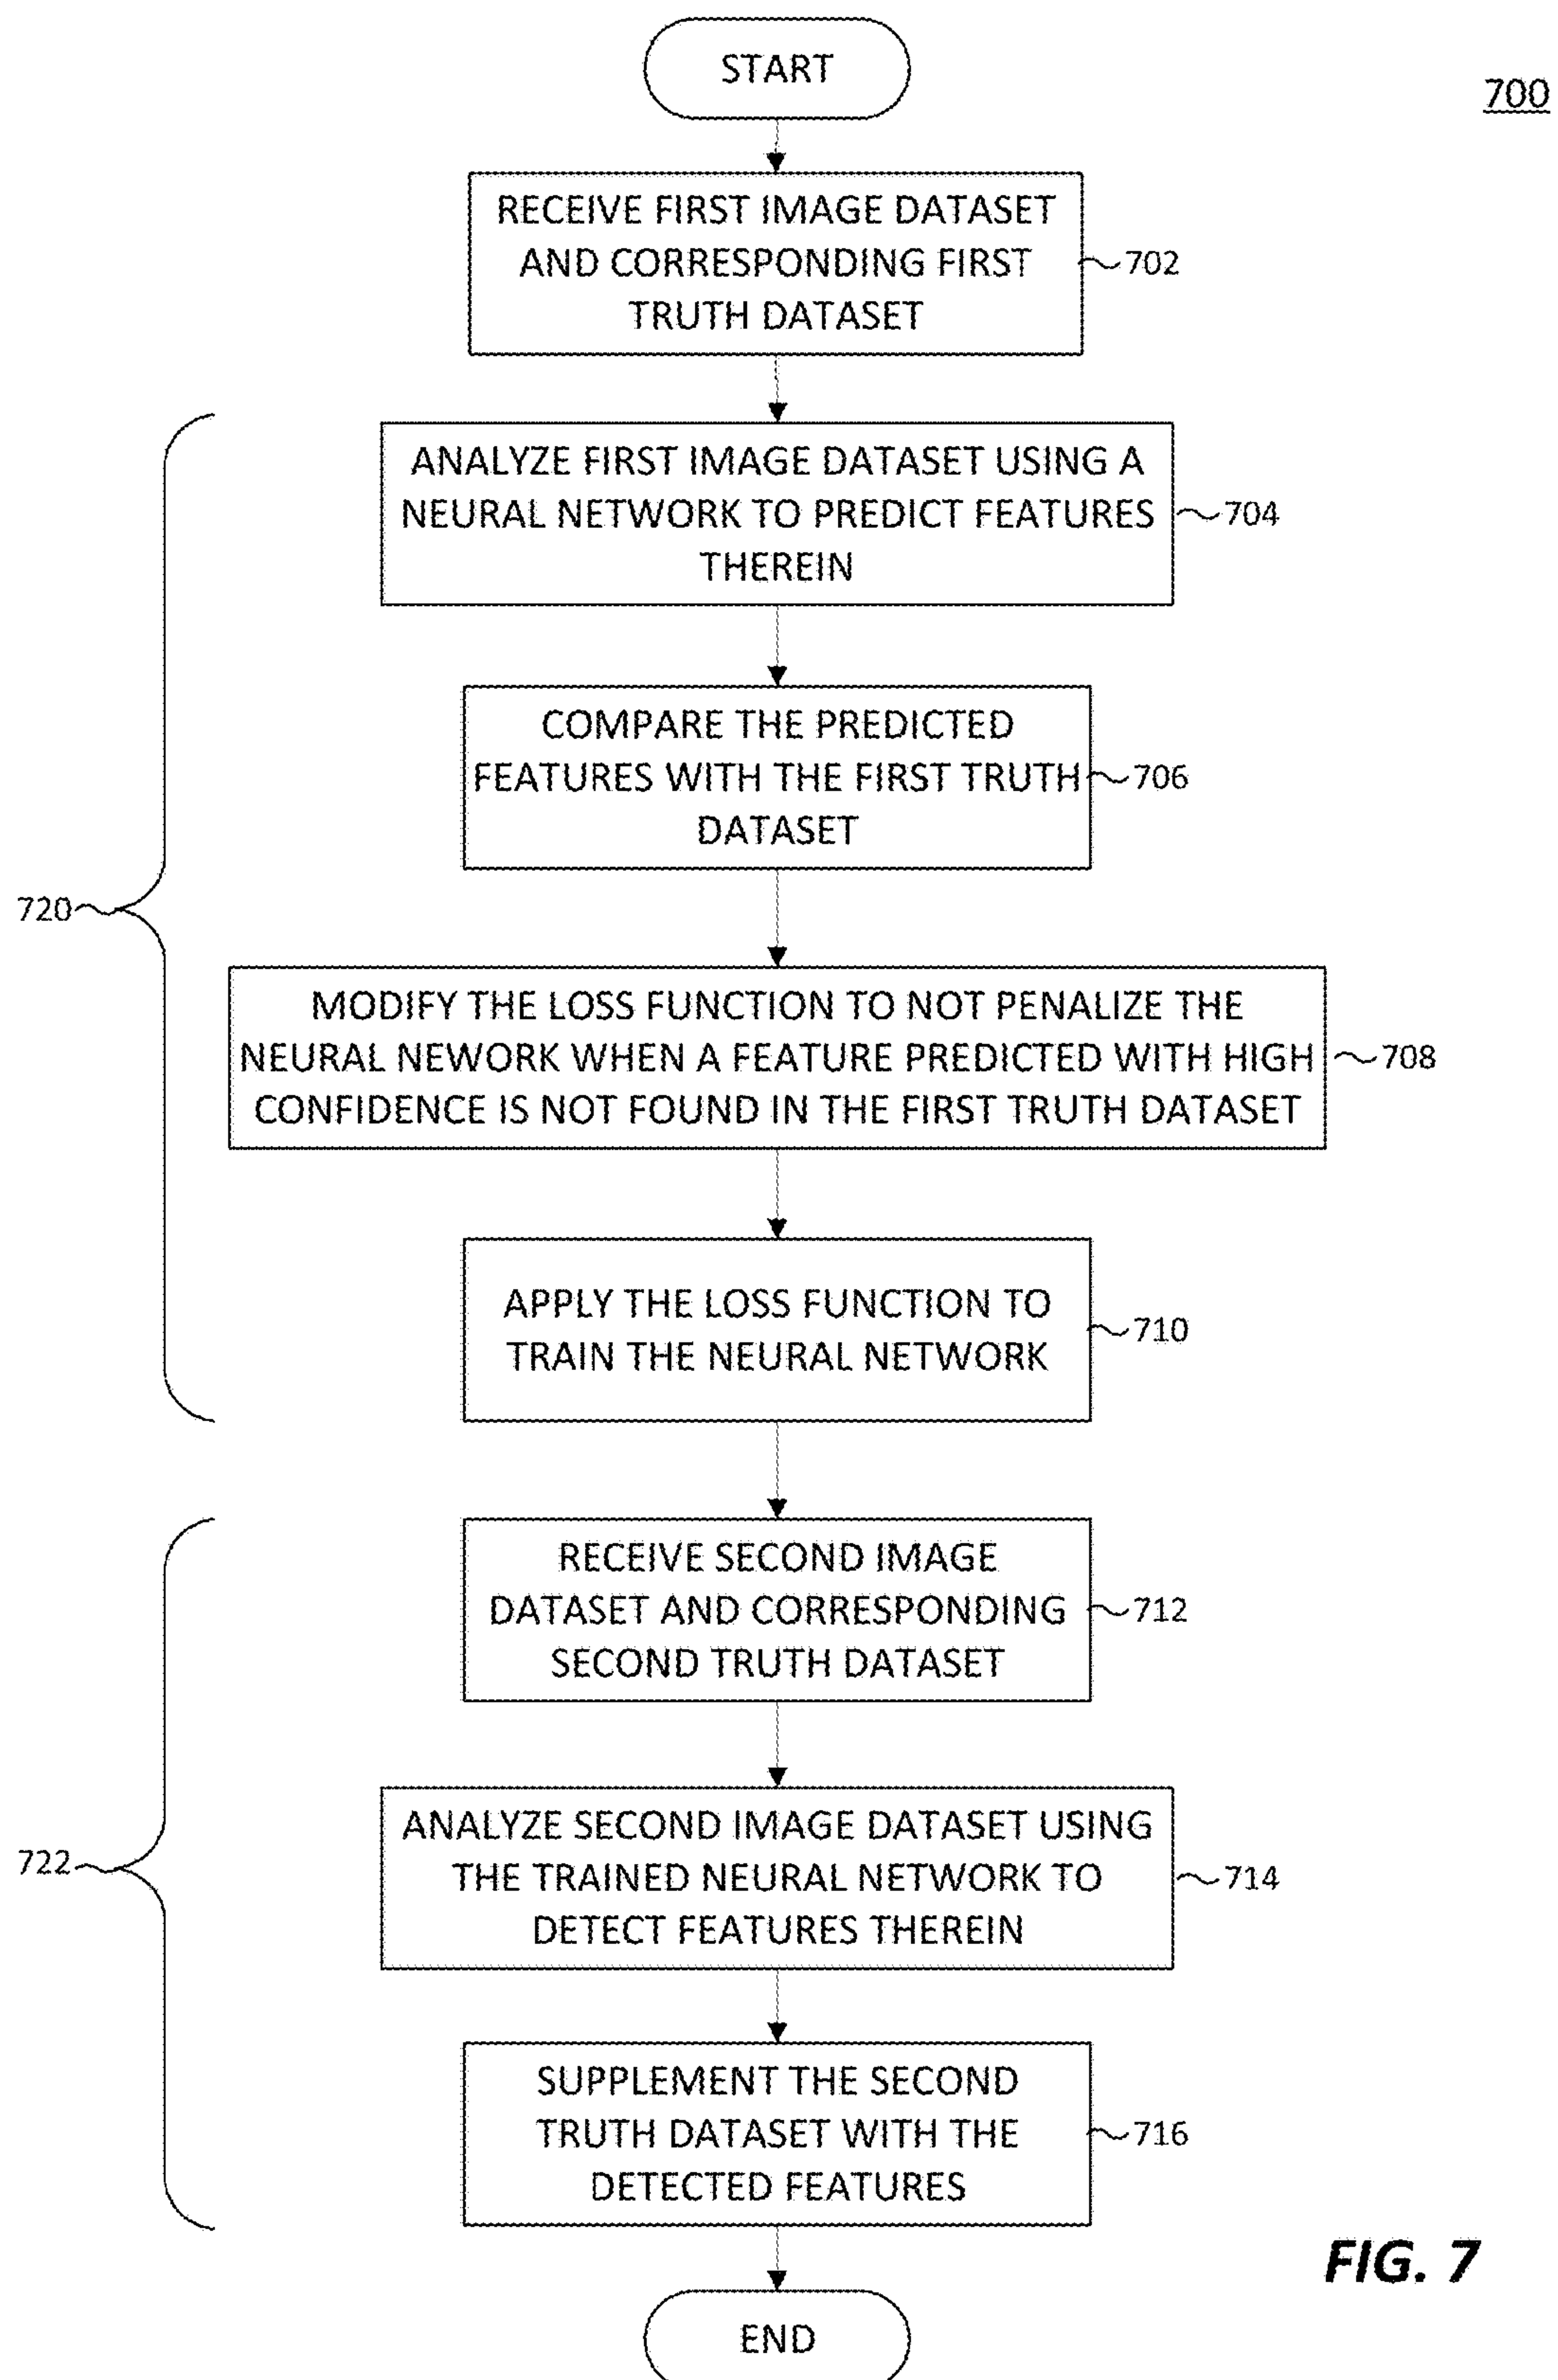 START
700
RECEIVE FIRST IMAGE DATASET
AND CORRESPONDING FIRST
TRUTH DATASET
702
ANALYZE FIRST IMAGE DATASET USING A
NEURAL NETWORK TO PREDICT FEATURES
THEREIN
704
COMPARE THE PREDICTED
FEATURES WITH THE FIRST TRUTH
DATASET
706
720
MODIFY THE LOSS FUNCTION TO NOT PENALIZE THE
NEURAL NEWORK WHEN A FEATURE PREDICTED WITH HIGH
CONFIDENCE IS NOT FOUND IN THE FIRST TRUTH DATASET
708
APPLY THE LOSS FUNCTION TO
TRAIN THE NEURAL NETWORK
710
RECEIVE SECOND IMAGE
DATASET AND CORRESPONDING
SECOND TRUTH DATASET
712
722
ANALYZE SECOND IMAGE DATASET USING
THE TRAINED NEURAL NETWORK TO
DETECT FEATURES THEREIN
714
SUPPLEMENT THE SECOND
TRUTH DATASET WITH THE
DETECTED FEATURES
716
FIG. 7
END